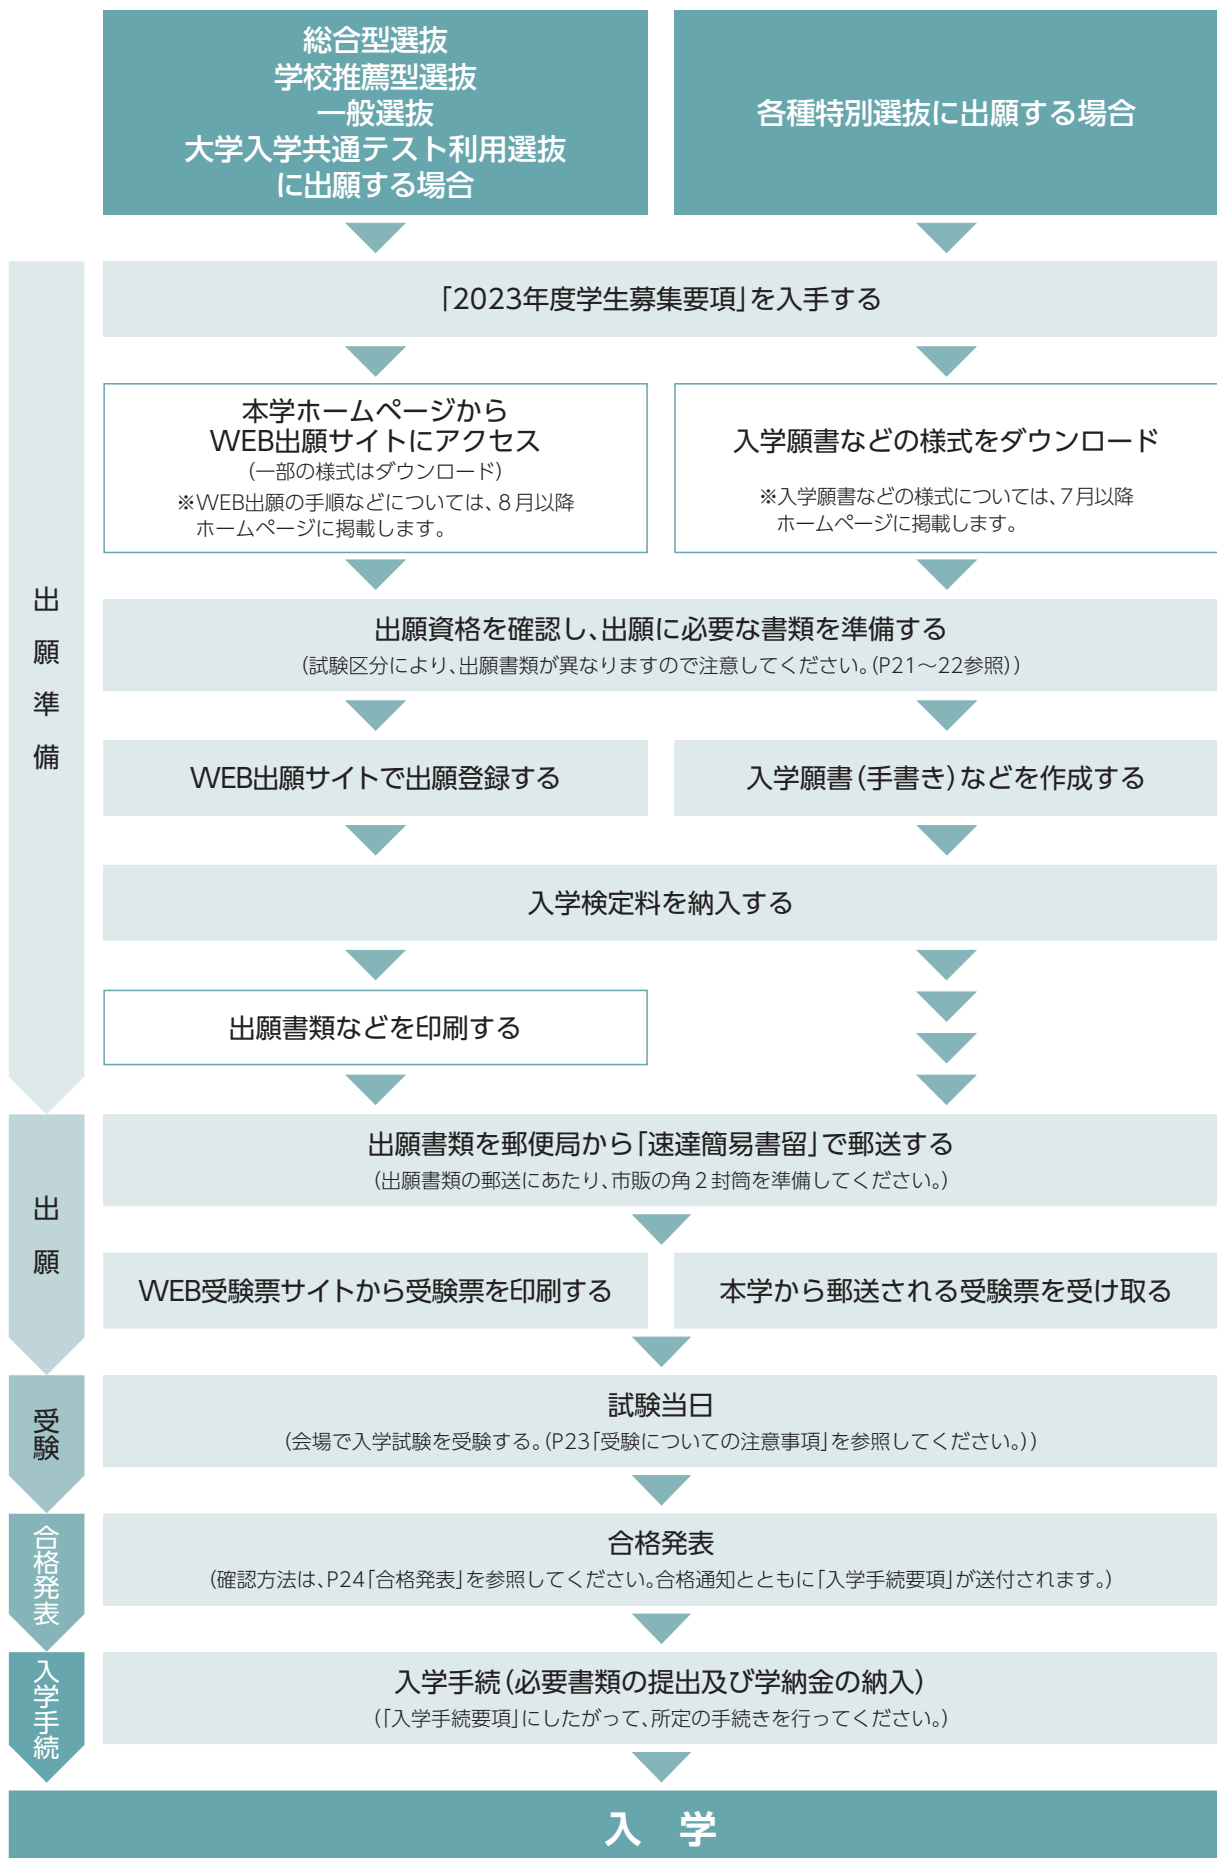 総合型選抜
学校推薦型選抜
一般選抜
大学入学共通テスト利用選抜
に出願する場合
各種特別選抜に出願する場合
出願準備
「2023年度学生募集要項」を入手する
本学ホームページから
WEB出願サイトにアクセス
(一部の様式はダウンロード)
※WEB出願の手順などについては、8月以降
ホームページに掲載します。
入学願書などの様式をダウンロード
※入学願書などの様式については、7月以降
ホームページに掲載します。
出願資格を確認し、出願に必要な書類を準備する
(試験区分により、出願書類が異なりますので注意してください。(P21~22参照))
WEB出願サイトで出願登録する
入学願書(手書き)などを作成する
入学検定料を納入する
出願書類などを印刷する
出願
出願書類を郵便局から「速達簡易書留」で郵送する
(出願書類の郵送にあたり、市販の角2封筒を準備してください。)
WEB受験票サイトから受験票を印刷する
本学から郵送される受験票を受け取る
受験
試験当日
(会場で入学試験を受験する。(P23「受験についての注意事項」を参照してください。))
合格発表
合格発表
(確認方法は、P24「合格発表」を参照してください。合格通知とともに「入学手続要項」が送付されます。)
入学手続
入学手続(必要書類の提出及び学納金の納入)
(「入学手続要項」にしたがって、所定の手続きを行ってください。)
入 学